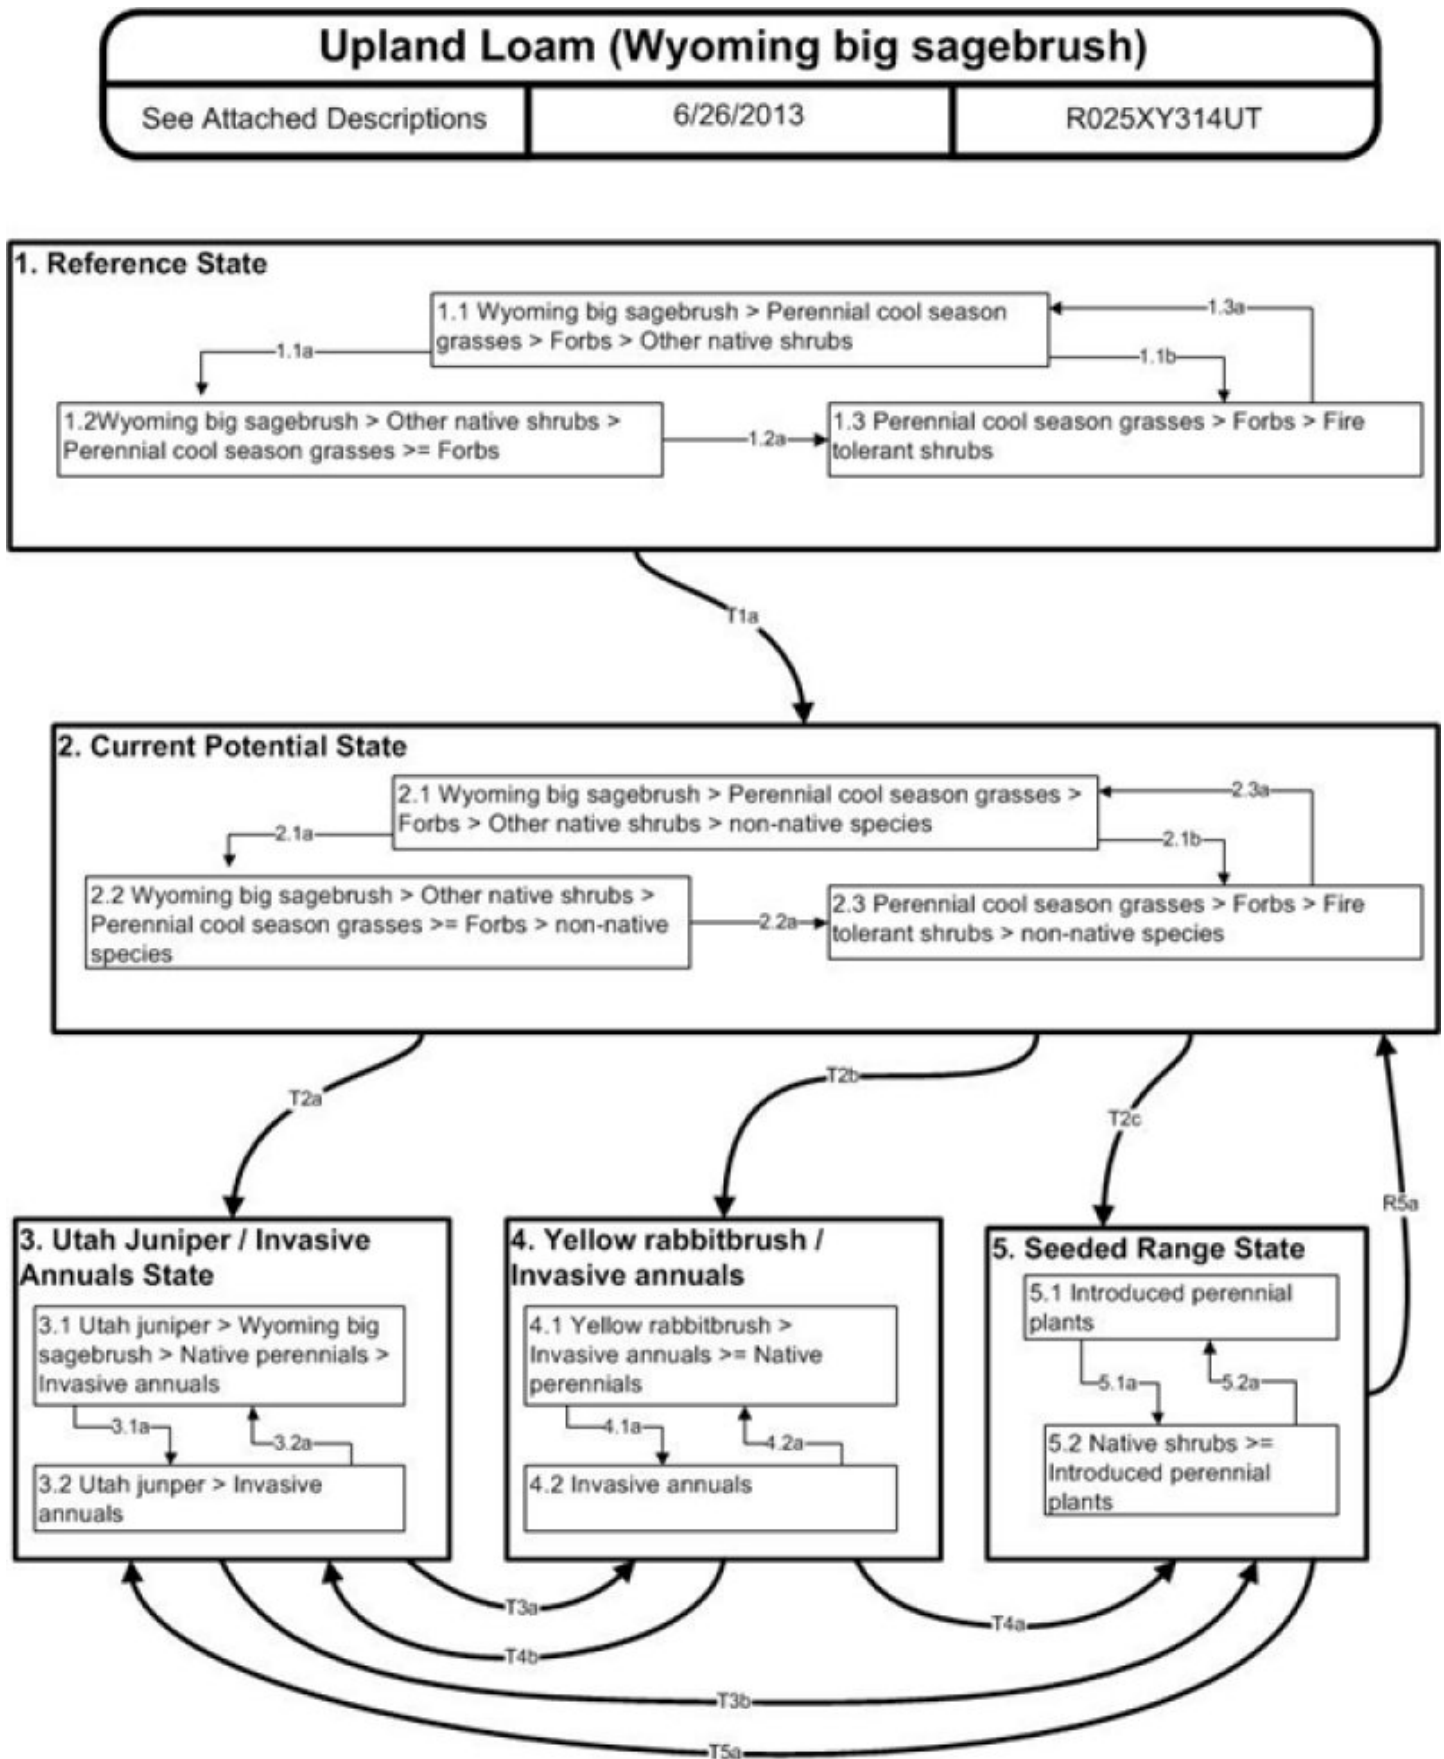 Upland Loam (Wyoming big sagebrush)
See Attached Descriptions
6/26/2013
R025XY314UT
1. Reference State
1.1 Wyoming big sagebrush > Perennial cool season
grasses > Forbs > Other native shrubs
1.3a
1.1a
1.1b
1.2Wyoming big sagebrush > Other native shrubs >
Perennial cool season grasses >= Forbs
1.2a
1.3 Perennial cool season grasses > Forbs > Fire
tolerant shrubs
T1a
2. Current Potential State
2.1 Wyoming big sagebrush > Perennial cool season grasses >
Forbs > Other native shrubs > non-native species
2.3a
2.1a
2.1b
2.2 Wyoming big sagebrush > Other native shrubs >
Perennial cool season grasses >= Forbs > non-native
species
2.2a
2.3 Perennial cool season grasses > Forbs > Fire
tolerant shrubs > non-native species
T2a
T2b
T2c
R5a
3. Utah Juniper / Invasive
Annuals State
3.1 Utah juniper > Wyoming big
sagebrush > Native perennials >
Invasive annuals
3.1a
3.2a
3.2 Utah junper > Invasive
annuals
4. Yellow rabbitbrush /
Invasive annuals
4.1 Yellow rabbitbrush >
Invasive annuals >= Native
perennials
4.1a
4.2a
4.2 Invasive annuals
5. Seeded Range State
5.1 Introduced perennial
plants
5.1a
5.2a
5.2 Native shrubs >=
Introduced perennial
plants
T3a
T4b
T4a
T3b
T5a